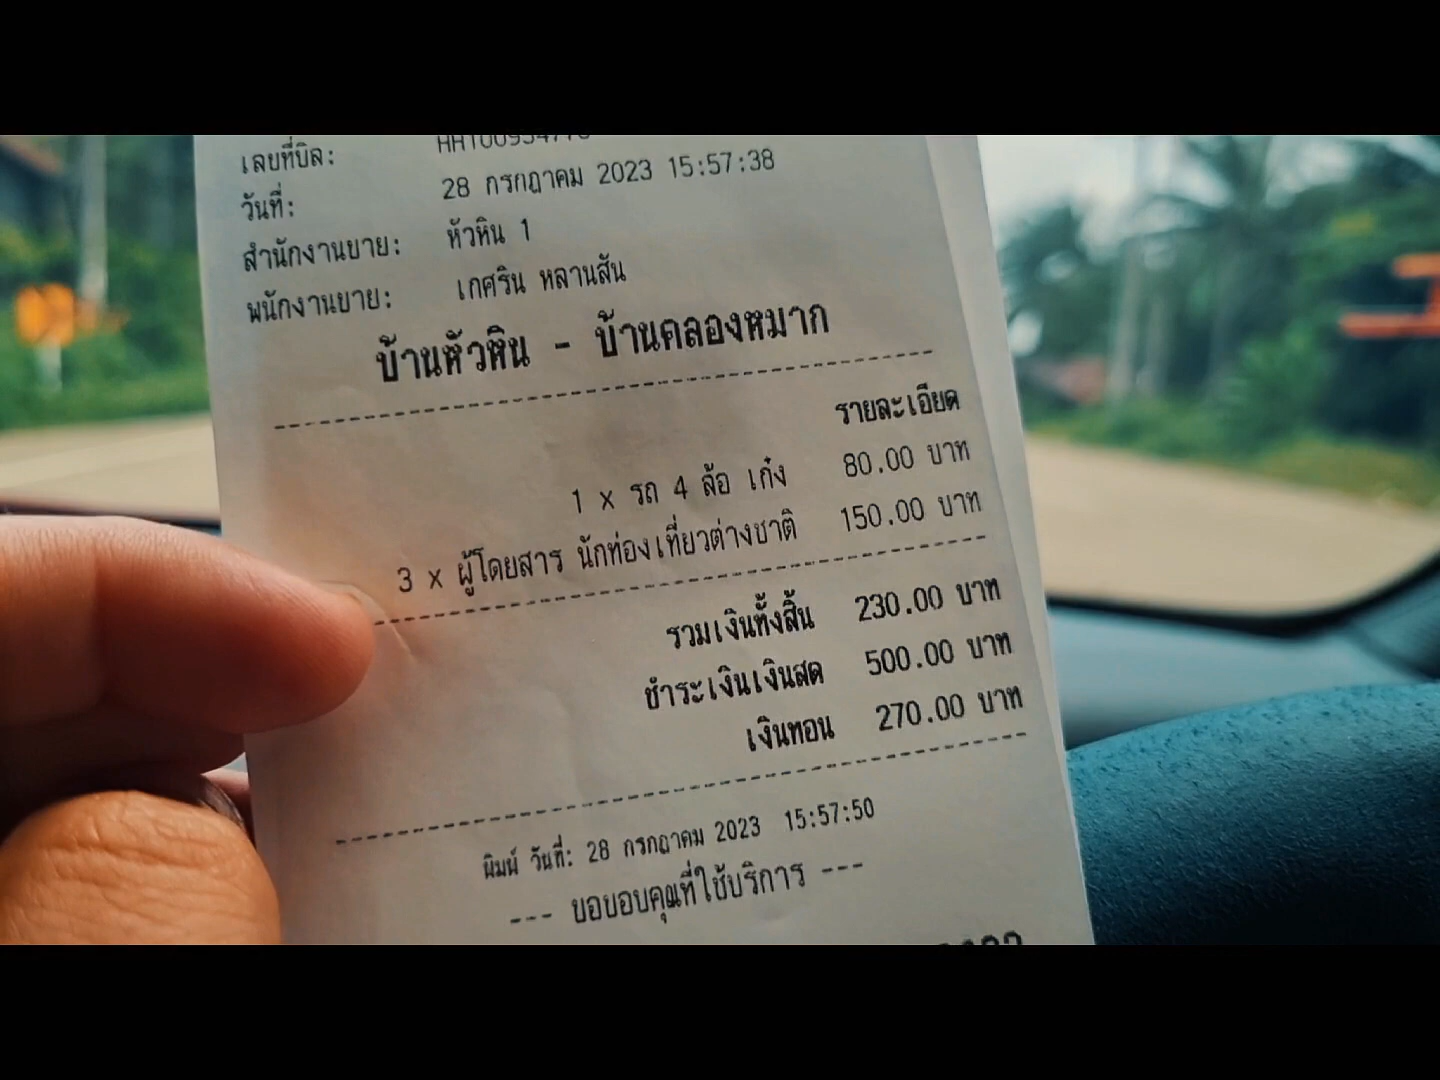 เลขที่บิล:
วันที่: 28 กรกฎาคม 2023 15:57:38
สำนักงานขาย: หัวหิน 1
พนักงานขาย: เกศริน หลานสัน
บ้านหัวหิน - บ้านคลองหมาก
รายละเอียด
1 x รถ 4 ล้อ เก๋ง 80.00 บาท
3 x ผู้โดยสาร นักท่องเที่ยวต่างชาติ 150.00 บาท
รวมเงินทั้งสิ้น 230.00 บาท
ชำระเงินเงินสด 500.00 บาท
เงินทอน 270.00 บาท
พิมพ์ วันที่: 28 กรกฎาคม 2023 15:57:50
--- ขอขอบคุณที่ใช้บริการ ---